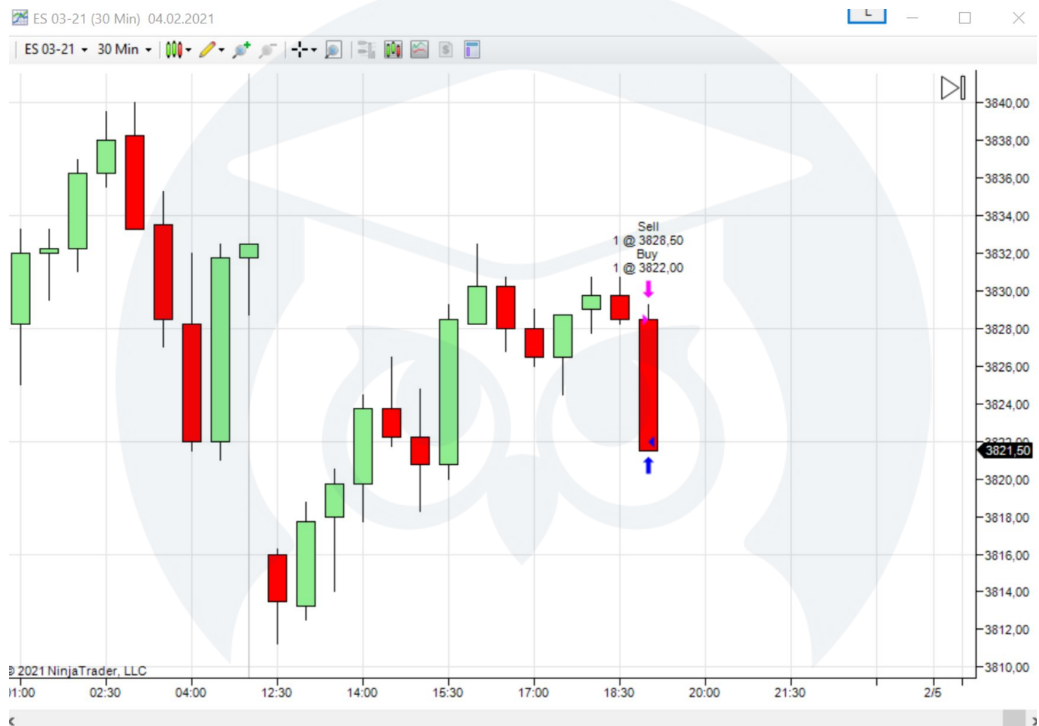 ES 03-21 (30 Min) 04.02.2021
L
ES 03-21 30 Min
$
3840,00
3838,00
3836,00
3834,00
Sell
1 @ 3828,50
Buy
1 @ 3822,00
3832,00
3830,00
3828,00
3826,00
3824,00
3822,00
3821,50
3820,00
3818,00
3816,00
3814,00
3812,00
3810,00
© 2021 NinjaTrader, LLC
01:00 02:30 04:00 12:30 14:00 15:30 17:00 18:30 20:00 21:30 2/5